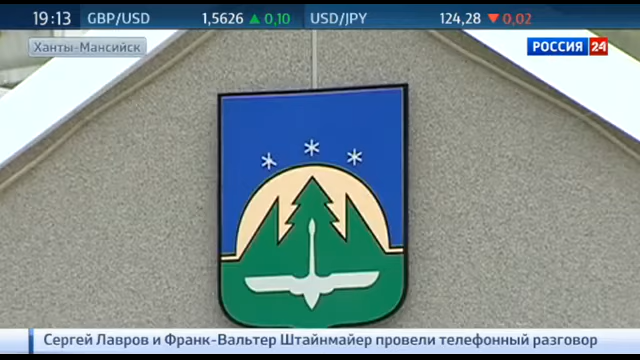 19:13 GBP/USD 1,5626 ▲ 0,10 USD/JPY 124,28 ▼ 0,02
Ханты-Мансийск
РОССИЯ 24
Сергей Лавров и Франк-Вальтер Штайнмайер провели телефонный разговор